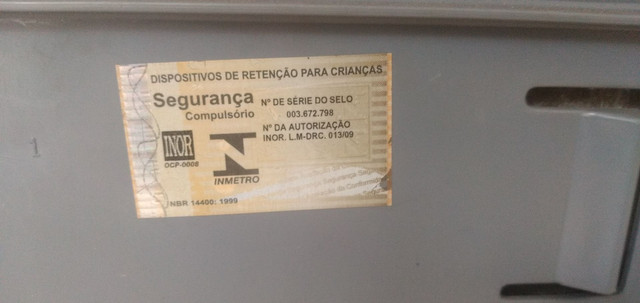 DISPOSITIVOS DE RETENÇÃO PARA CRIANÇAS
Segurança
Compulsório
Nº DE SÉRIE DO SELO
003.672.798
Nº DA AUTORIZAÇÃO
INOR. L.M-DRC. 013/09
INOR
OCP-0006
INMETRO
NBR 14400: 1999
1